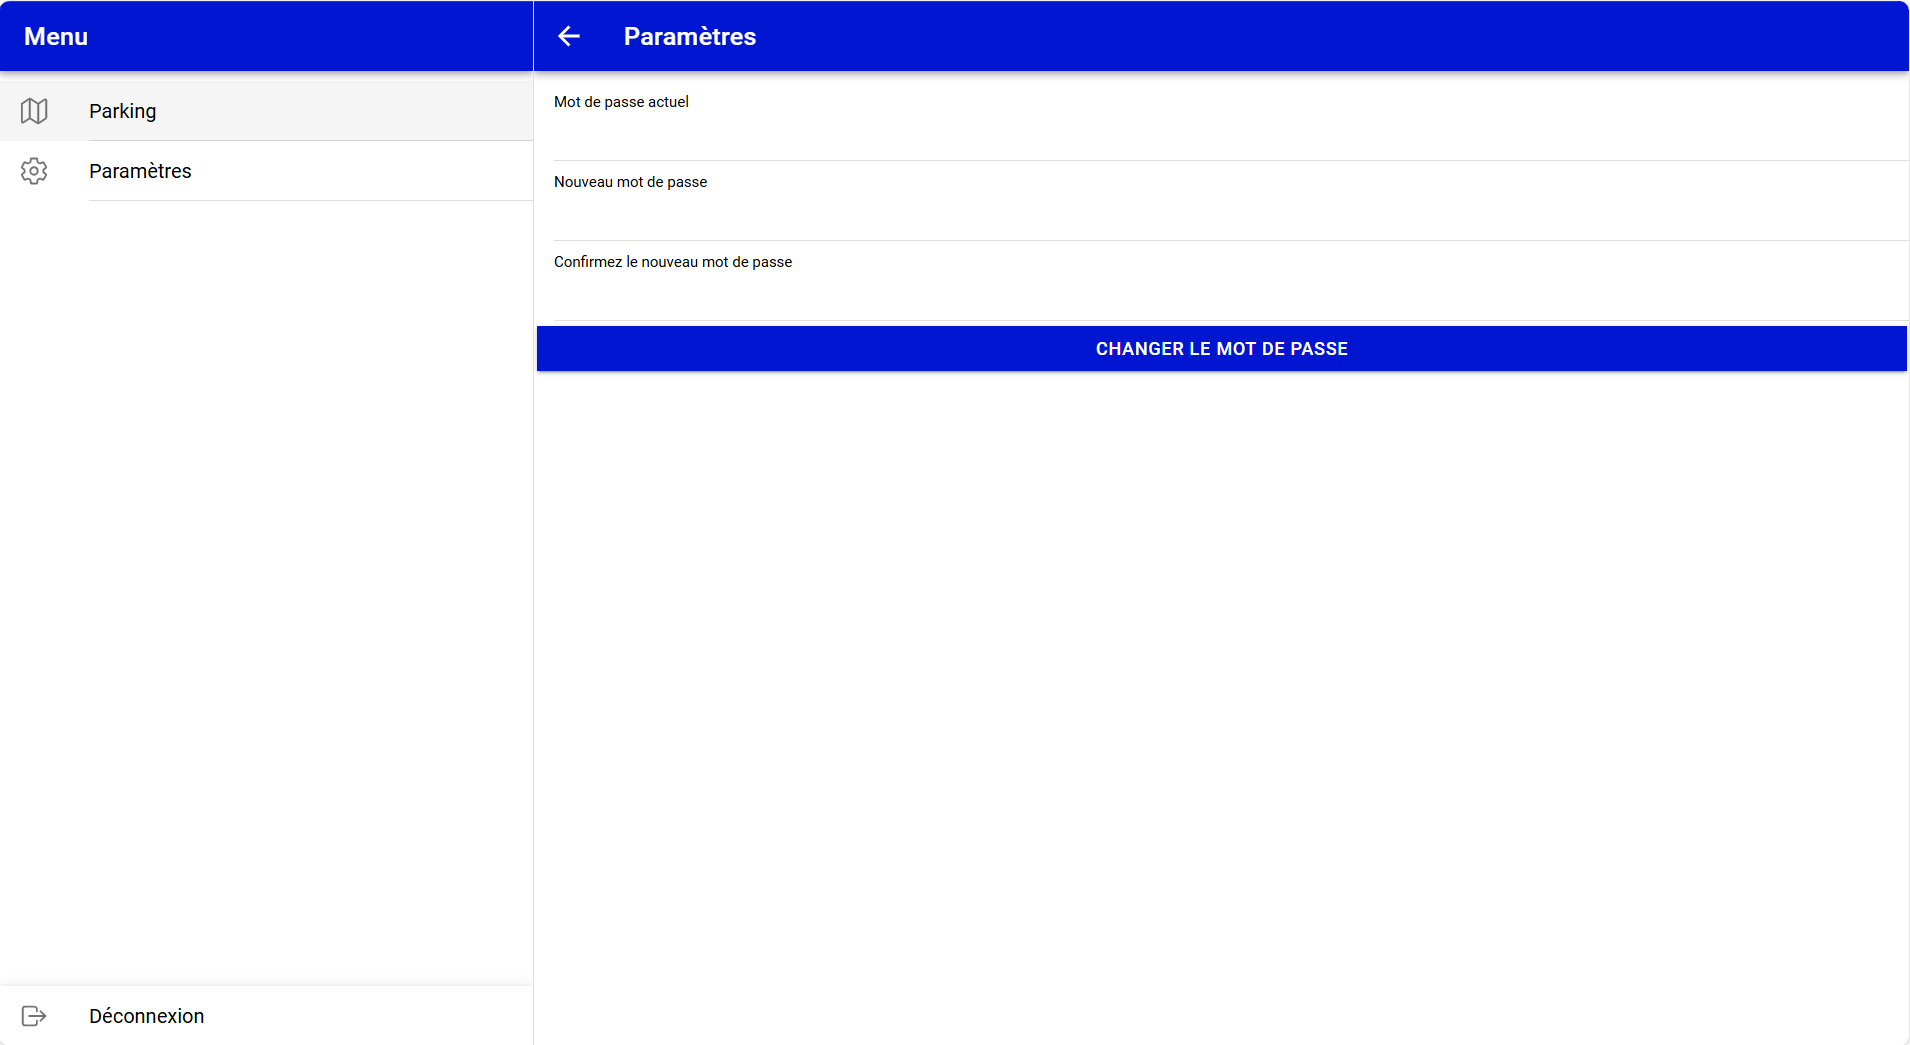 Menu
Parking
Paramètres
Déconnexion
Paramètres
Mot de passe actuel
Nouveau mot de passe
Confirmez le nouveau mot de passe
CHANGER LE MOT DE PASSE